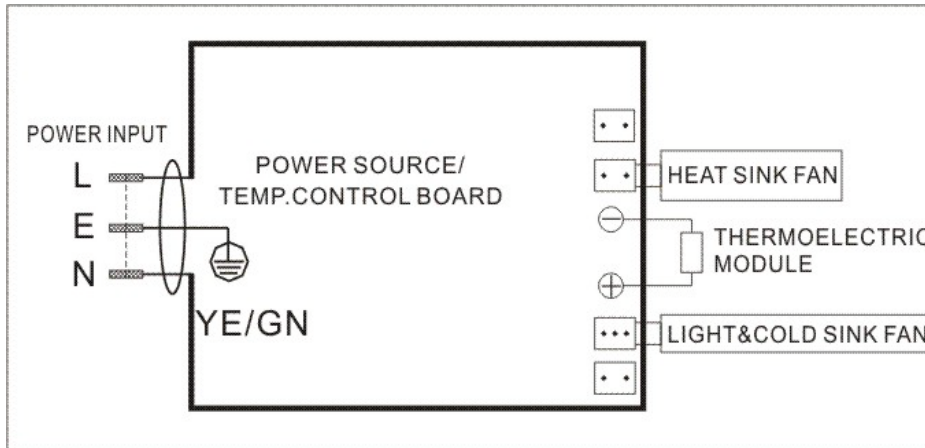 POWER INPUT
L
E
N
POWER SOURCE/
TEMP.CONTROL BOARD
YE/GN
HEAT SINK FAN
THERMOELECTRIC
MODULE
LIGHT&COLD SINK FAN